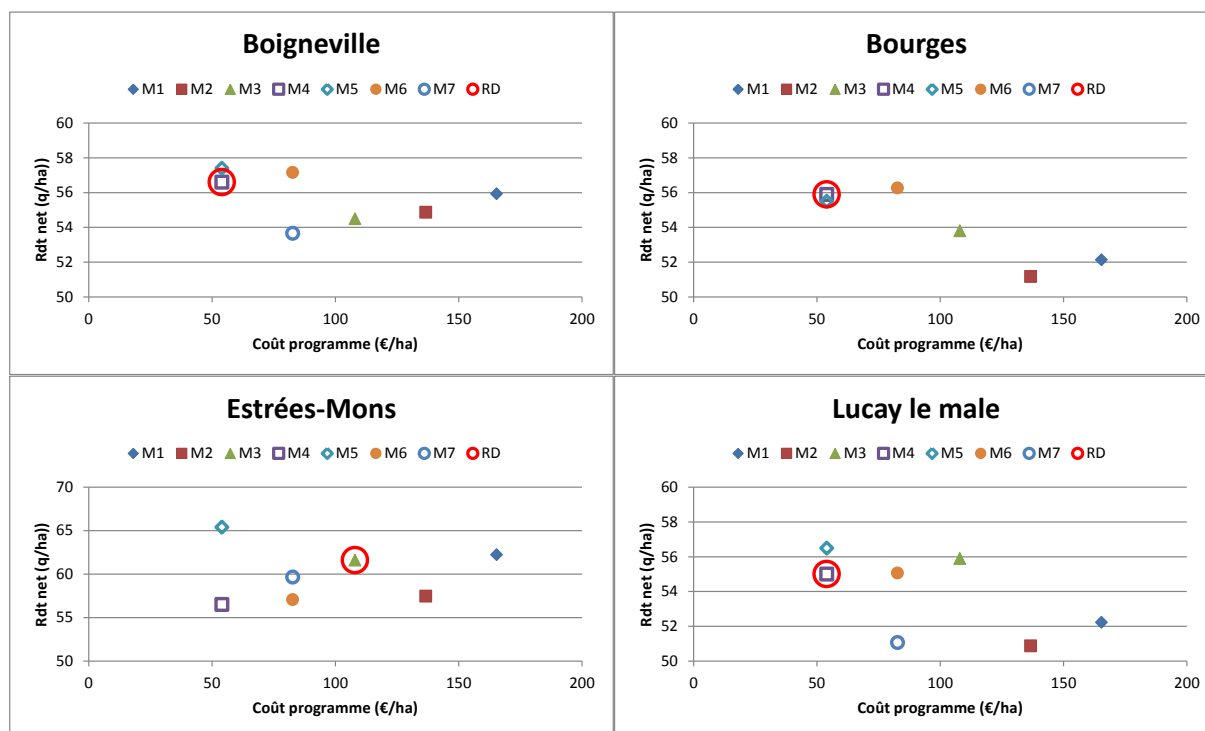 Boigneville
M1 M2 M3 M4 M5 M6 M7 RD
Rdt net (q/ha))
60
58
56
54
52
50
0 50 100 150 200
Coût programme (€/ha)
Bourges
M1 M2 M3 M4 M5 M6 M7 RD
Rdt net (q/ha))
60
58
56
54
52
50
0 50 100 150 200
Coût programme (€/ha)
Estrées-Mons
M1 M2 M3 M4 M5 M6 M7 RD
Rdt net (q/ha))
70
65
60
55
50
0 50 100 150 200
Coût programme (€/ha)
Lucay le male
M1 M2 M3 M4 M5 M6 M7 RD
Rdt net (q/ha))
60
58
56
54
52
50
0 50 100 150 200
Coût programme (€/ha)